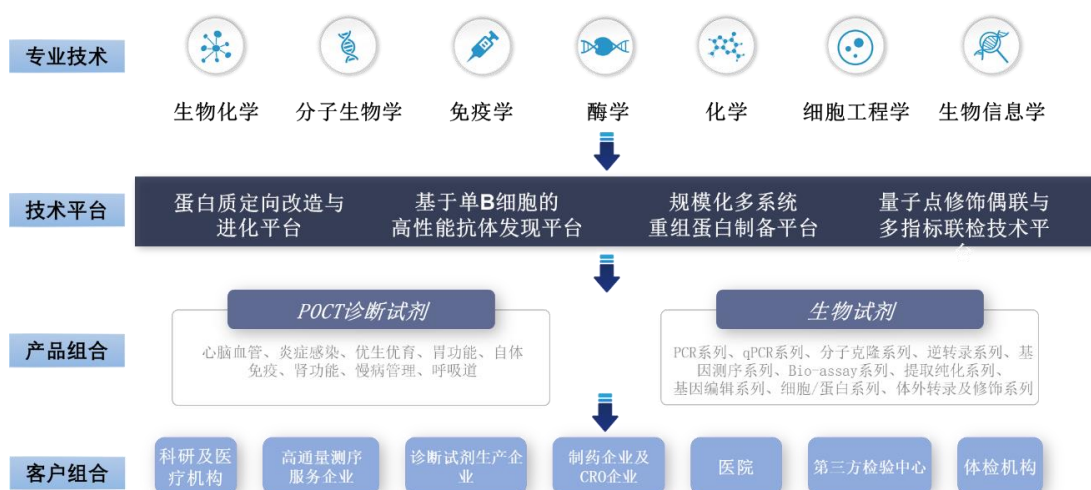 专业技术
生物化学
分子生物学
免疫学
酶学
化学
细胞工程学
生物信息学
技术平台
蛋白质定向改造与
进化平台
基于单B细胞的
高性能抗体发现平台
规模化多系统
重组蛋白制备平台
量子点修饰偶联与
多指标联检技术平
台
产品组合
POCT诊断试剂
心脑血管、炎症感染、优生优育、胃功能、自体
免疫、肾功能、慢病管理、呼吸道
生物试剂
PCR系列、qPCR系列、分子克隆系列、逆转录系列、基
因测序系列、Bio-assay系列、提取纯化系列、
基因编辑系列、细胞/蛋白系列、体外转录及修饰系列
客户组合
科研及医
疗机构
高通量测序
服务企业
诊断试剂生产企
业
制药企业及
CRO企业
医院
第三方检验中心
体检机构